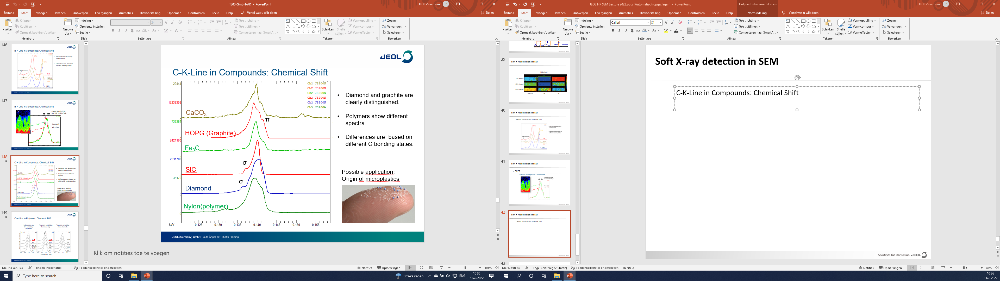 IT800-GmbH-AK - PowerPoint
JEOL Zaventem
JZ
Bestand Start Invoegen Tekenen Ontwerpen Overgangen Animaties Diavoorstelling Opnemen Controleren Beeld Help Vertel wat u wilt doen
Delen
Plakken
Knippen
Kopiëren
Opmaak kopiëren/plakken
Klembord
Nieuwe dia
Indeling
Opnieuw instellen
Sectie
Dia's
24
Lettertype
Tekstrichting
Tekst uitlijnen
Converteren naar SmartArt
Alinea
Schikken
Snelle stijlen
Vormopvulling
Vormcontour
Vormeffecten
Tekenen
Zoeken
Vervangen
Selecteren
Bewerken
146
B-K-Line in Compounds: Chemical Shift
147
B-K-Line in Compounds: Chemical Shift
148
C-K-Line in Compounds: Chemical Shift
149
C-K-Line in Polymers: Chemical Shift
JEOL
C-K-Line in Compounds: Chemical Shift
22444
17239308
733351
2421193
2331789
35179
Ch2 JS200N
Ch2 JS200N
Ch2 JS200N
Ch2 JS200N
Ch2 JS200N
Ch5 JS200A
CaCO3
π
HOPG (Graphite)
Fe3C
σ
SiC
σ
Diamond
Nylon(polymer)
keV 0.125 0.130 0.135 0.140 0.145 0.150 0.155
• Diamond and graphite are
clearly distinguished.
• Polymers show different
spectra.
• Differences are based on
different C bonding states.
Possible application:
Origin of microplastics
JEOL (Germany) GmbH · Gute Änger 30 · 85356 Freising
Klik om notities toe te voegen
Dia 148 van 173 Engels (Nederland) Toegankelijkheid: onderzoeken Notities Opmerkingen 106%
Type here to search
Straks regen
ENG
10:36
5 Jan 2022
JEOL HR SEM Lecture 2022.pptx [Automatisch opgeslagen] - PowerPoint
Hulpmiddelen voor tekenen
JEOL Zaventem
JZ
Bestand Start Invoegen Tekenen Ontwerpen Overgangen Animaties Diavoorstelling Opnemen Controleren Beeld Help Vormindeling Vertel wat u wilt doen
Delen
Plakken
Knippen
Kopiëren
Opmaak kopiëren/plakken
Klembord
Nieuwe dia
Indeling
Opnieuw instellen
Sectie
Dia's
Calibri 31
Lettertype
Tekstrichting
Tekst uitlijnen
Converteren naar SmartArt
Alinea
Schikken
Snelle stijlen
Vormopvulling
Vormcontour
Vormeffecten
Tekenen
Zoeken
Vervangen
Selecteren
Bewerken
39
Soft X-ray detection in SEM
40
Soft X-ray detection in SEM
41
Soft X-ray detection in SEM
• SXES
42
Soft X-ray detection in SEM
C-K-Line in Compounds: Chemical Shift
43
Soft X-ray detection in SEM
C-K-Line in Compounds: Chemical Shift
Solutions for Innovation JEOL
Dia 42 van 43 Engels (Verenigde Staten) Toegankelijkheid: onderzoeken Hersteld Notities Opmerkingen 81%
10:36
5 Jan 2022